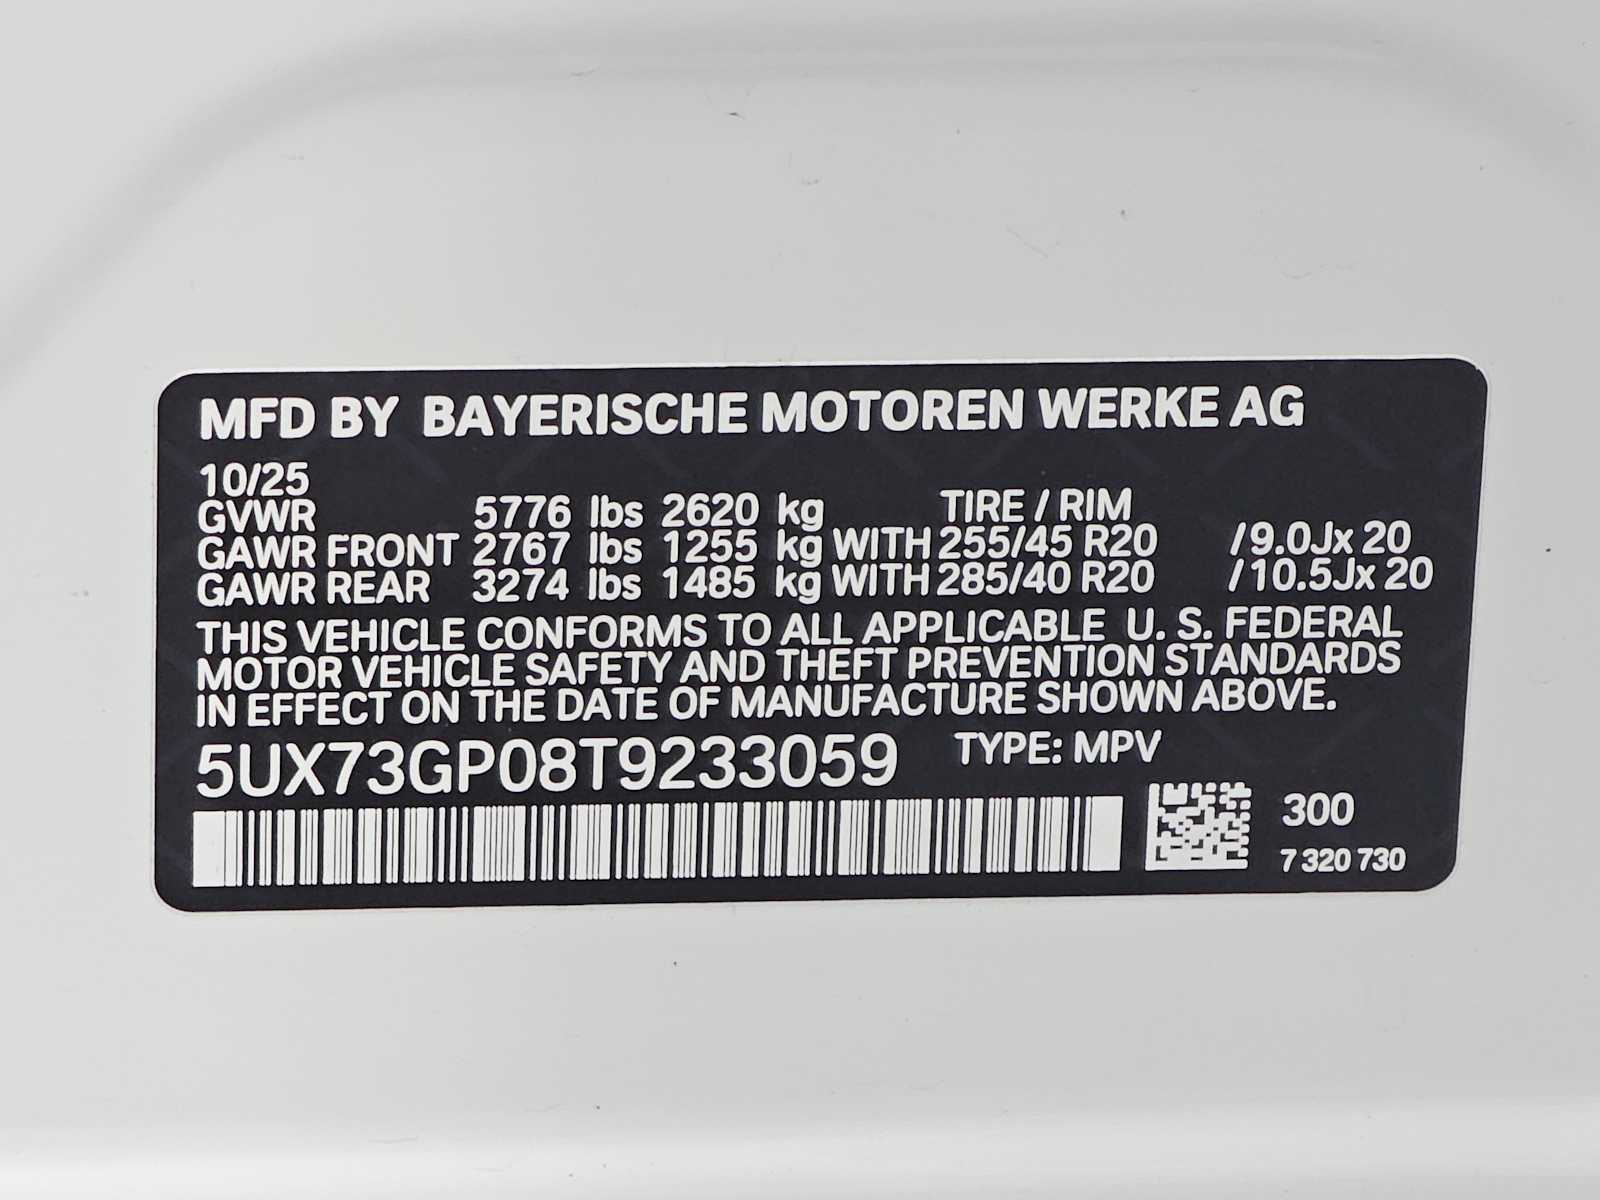 MFD BY BAYERISCHE MOTOREN WERKE AG
10/25
GVWR 5776 lbs 2620 kg TIRE / RIM
GAWR FRONT 2767 lbs 1255 kg WITH 255/45 R20 /9.0Jx 20
GAWR REAR 3274 lbs 1485 kg WITH 285/40 R20 /10.5Jx 20
THIS VEHICLE CONFORMS TO ALL APPLICABLE U. S. FEDERAL
MOTOR VEHICLE SAFETY AND THEFT PREVENTION STANDARDS
IN EFFECT ON THE DATE OF MANUFACTURE SHOWN ABOVE.
5UX73GP08T9233059 TYPE: MPV
300
7 320 730